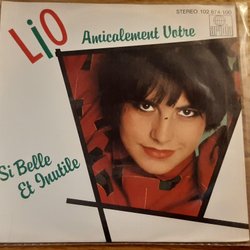 STEREO 102 874-100
LiO
Amicalement Votre
Si Belle
Et Inutile